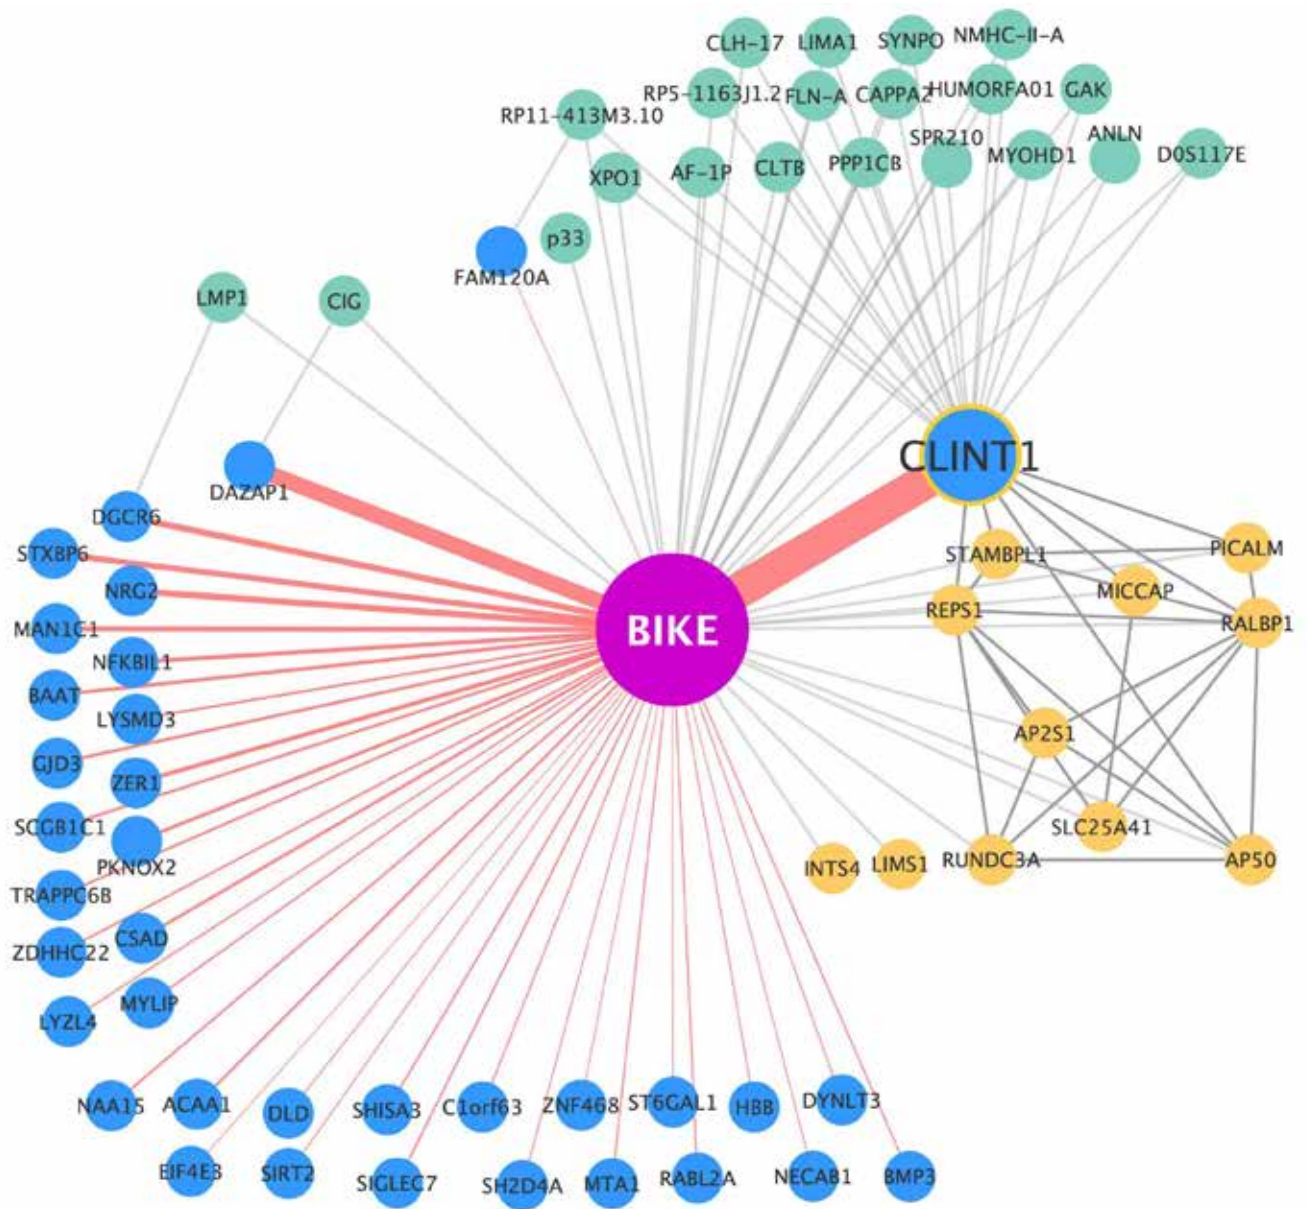 CLH-17
LIMA1
SYNPO
NMHC-II-A
RP11-413M3.10
RP5-1163J1.2
FLN-A
CAPPA2
HUMORFA01
GAK
XPO1
AF-1P
CLTB
PPP1CB
SPR210
MYOHD1
ANLN
D0S117E
p33
FAM120A
LMP1
CIG
CLINT1
DAZAP1
DGCR6
STXBP6
NRG2
MAN1C1
NFKBIL1
BAAT
LYSMD3
GJD3
ZER1
SCGB1C1
PKNOX2
TRAPPC6B
CSAD
ZDHHC22
MYLIP
LYZL4
BIKE
STAMBPL1
PICALM
MICCAP
REPS1
RALBP1
AP2S1
SLC25A41
INTS4
LIMS1
RUNDC3A
AP50
NAA15
ACAA1
DLD
SHISA3
C1orf63
ZNF468
ST6GAL1
HBB
DYNLT3
EIF4E3
SIRT2
SIGLEC7
SH2D4A
MTA1
RABL2A
NECAB1
BMP3